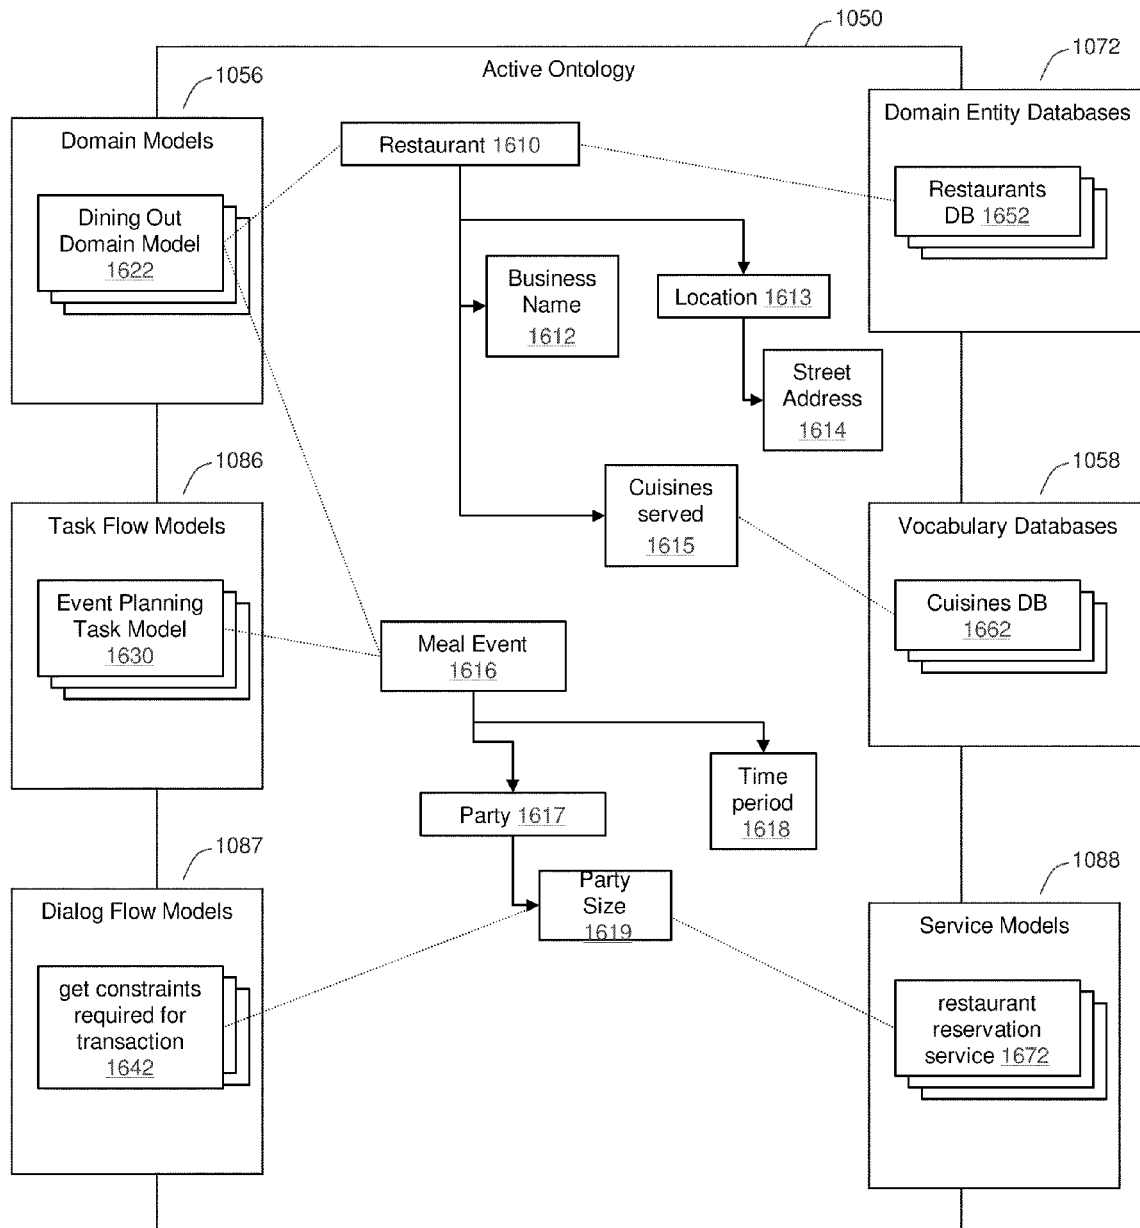 1050
Active Ontology
1056
1072
Domain Models
Domain Entity Databases
Restaurant 1610
Dining Out
Domain Model
1622
Restaurants
DB 1652
Business
Name
1612
Location 1613
Street
Address
1614
1086
1058
Cuisines
served
1615
Task Flow Models
Vocabulary Databases
Event Planning
Task Model
1630
Cuisines DB
1662
Meal Event
1616
Time
period
1618
Party 1617
1087
1088
Party
Size
1619
Dialog Flow Models
Service Models
get constraints
required for
transaction
1642
restaurant
reservation
service 1672